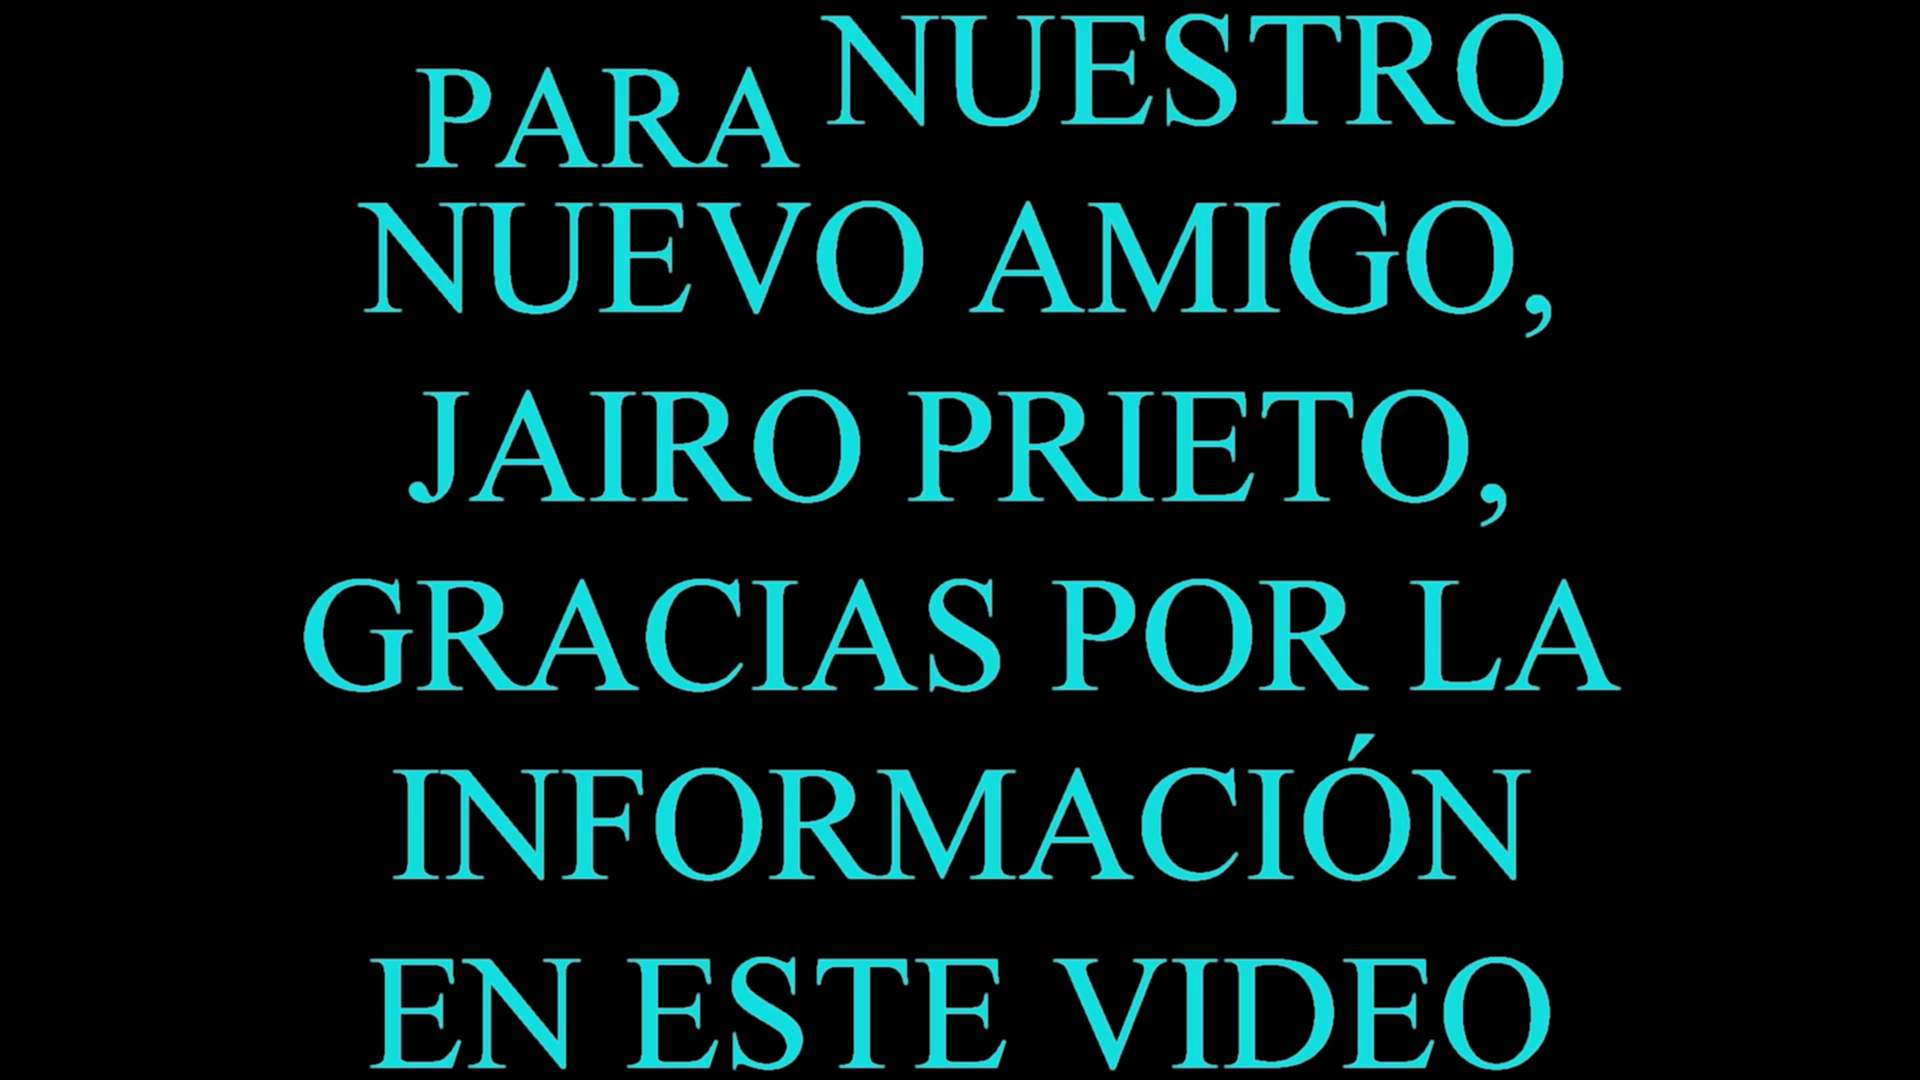 PARA NUESTRO
NUEVO AMIGO,
JAIRO PRIETO,
GRACIAS POR LA
INFORMACIÓN
EN ESTE VIDEO